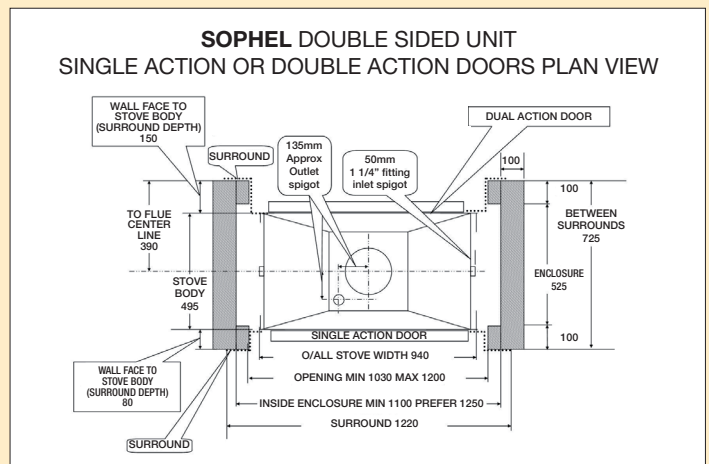 SOPHEL DOUBLE SIDED UNIT
SINGLE ACTION OR DOUBLE ACTION DOORS PLAN VIEW
WALL FACE TO
STOVE BODY
(SURROUND DEPTH)
150
SURROUND
135mm
Approx
Outlet
spigot
50mm
1 1/4" fitting
inlet spigot
DUAL ACTION DOOR
100
100
TO FLUE
CENTER
LINE
390
BETWEEN
SURROUNDS
725
STOVE
BODY
495
ENCLOSURE
525
SINGLE ACTION DOOR
100
O/ALL STOVE WIDTH 940
WALL FACE TO
STOVE BODY
(SURROUND DEPTH)
80
OPENING MIN 1030 MAX 1200
INSIDE ENCLOSURE MIN 1100 PREFER 1250
SURROUND 1220
SURROUND